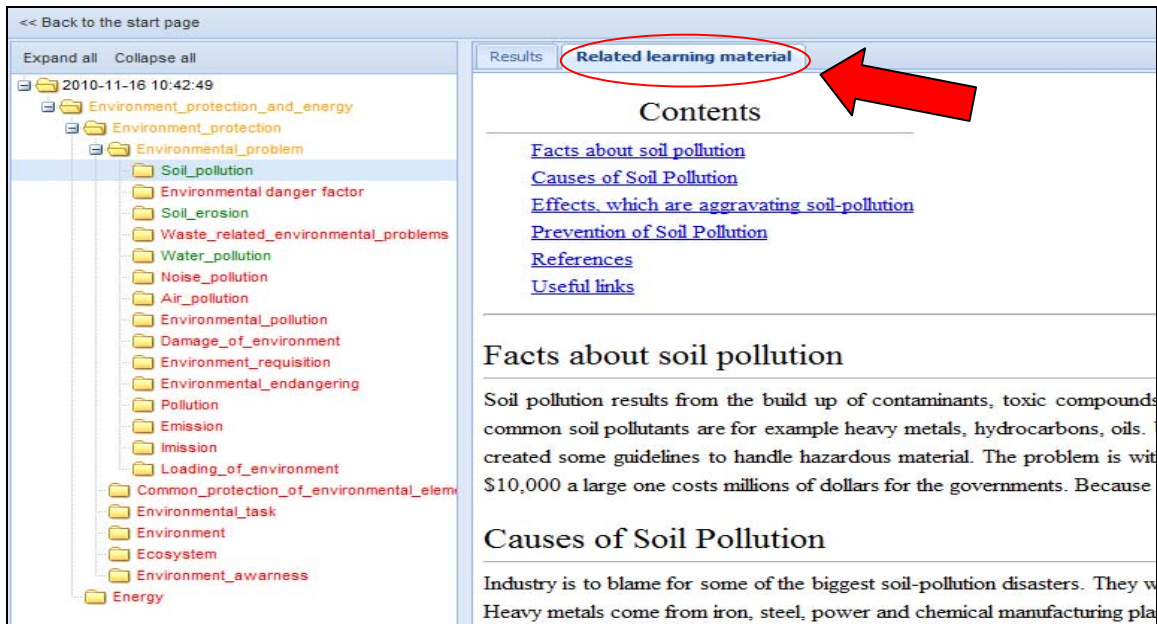 << Back to the start page
Expand all Collapse all
2010-11-16 10:42:49
Environment_protection_and_energy
Environment_protection
Environmental_problem
Soil_pollution
Environmental danger factor
Soil_erosion
Waste_related_environmental_problems
Water_pollution
Noise_pollution
Air_pollution
Environmental_pollution
Damage_of_environment
Environment_requisition
Environmental_endangering
Pollution
Emission
Imission
Loading_of_environment
Common_protection_of_environmental_eleme
Environmental_task
Environment
Ecosystem
Environment_awarness
Energy
Results Related learning material
Contents
Facts about soil pollution
Causes of Soil Pollution
Effects, which are aggravating soil-pollution
Prevention of Soil Pollution
References
Useful links
Facts about soil pollution
Soil pollution results from the build up of contaminants, toxic compounds
common soil pollutants are for example heavy metals, hydrocarbons, oils.
created some guidelines to handle hazardous material. The problem is wit
$10,000 a large one costs millions of dollars for the governments. Because
Causes of Soil Pollution
Industry is to blame for some of the biggest soil-pollution disasters. They w
Heavy metals come from iron, steel, power and chemical manufacturing pla